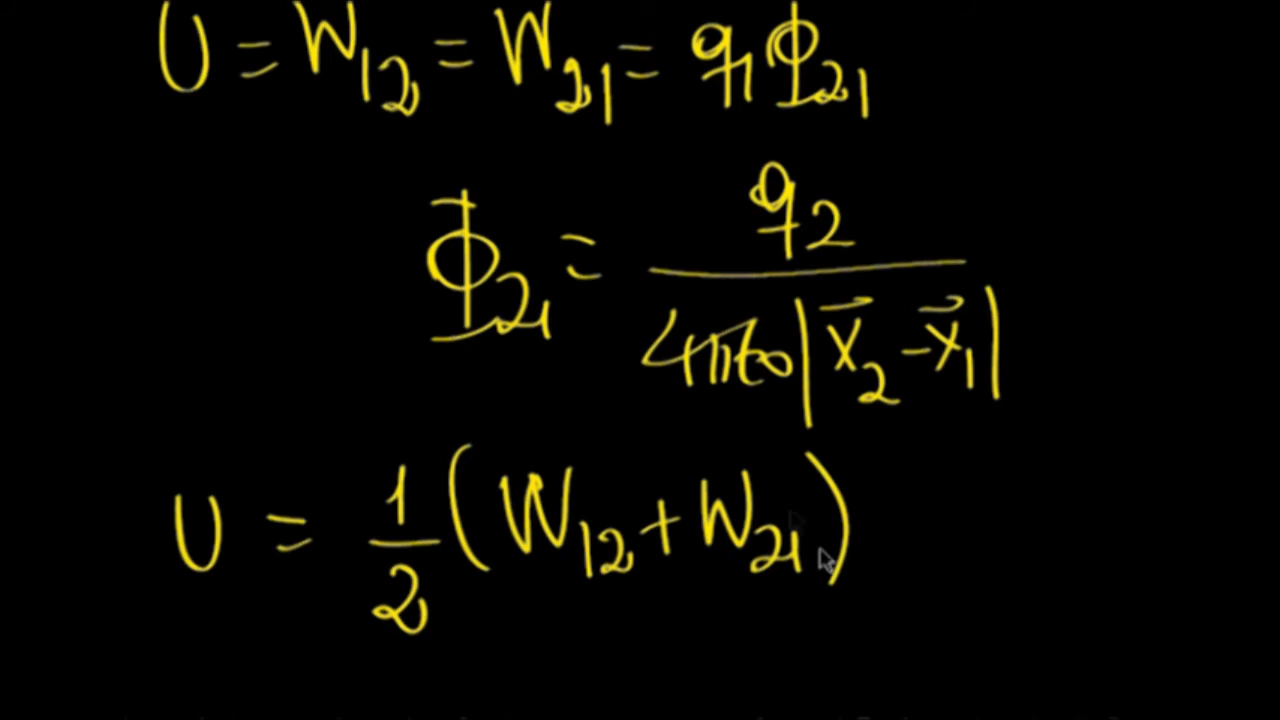 U = W₁₂ = W₂₁ = q₁Φ₂₁
Φ₂₁ = q₂ / 4πϵ₀|x⃗₂ − x⃗₁|
U = 1/2 (W₁₂ + W₂₁)